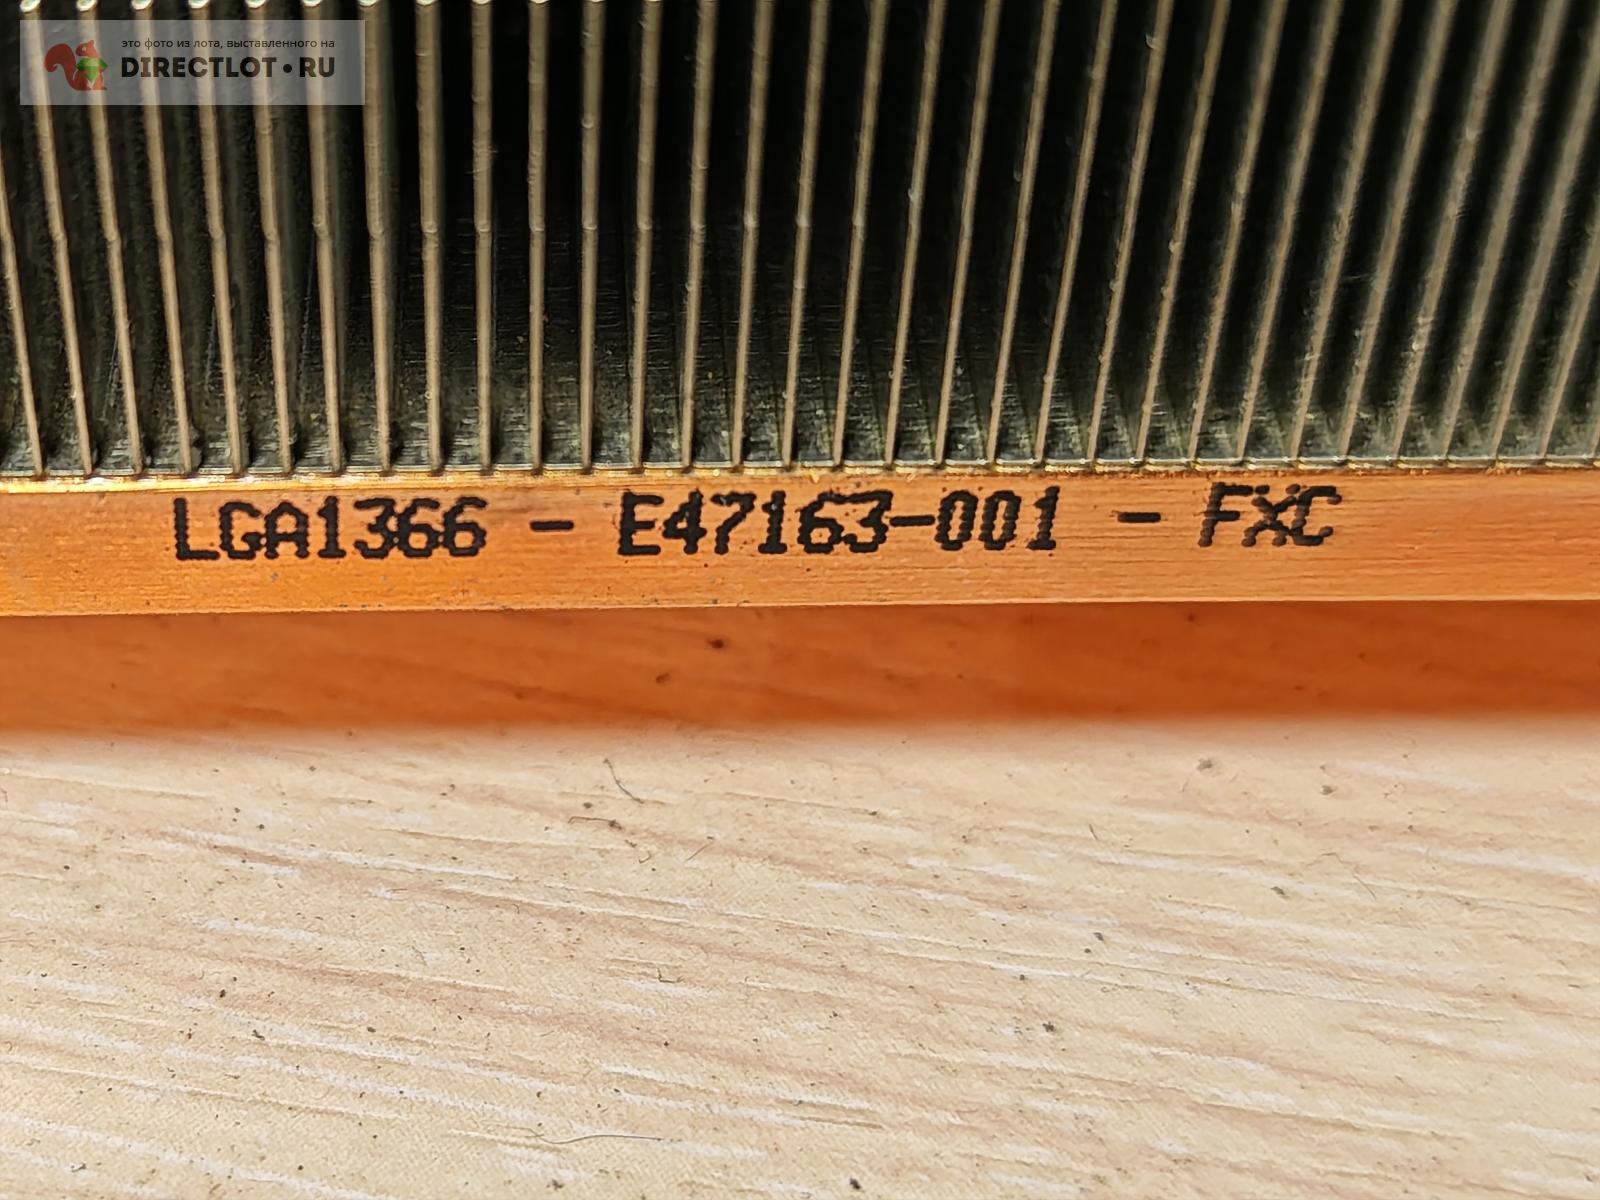 это фото из лота, выставленного на
DIRECTLOT•RU
LGA1366 - E47163-001 - FXC